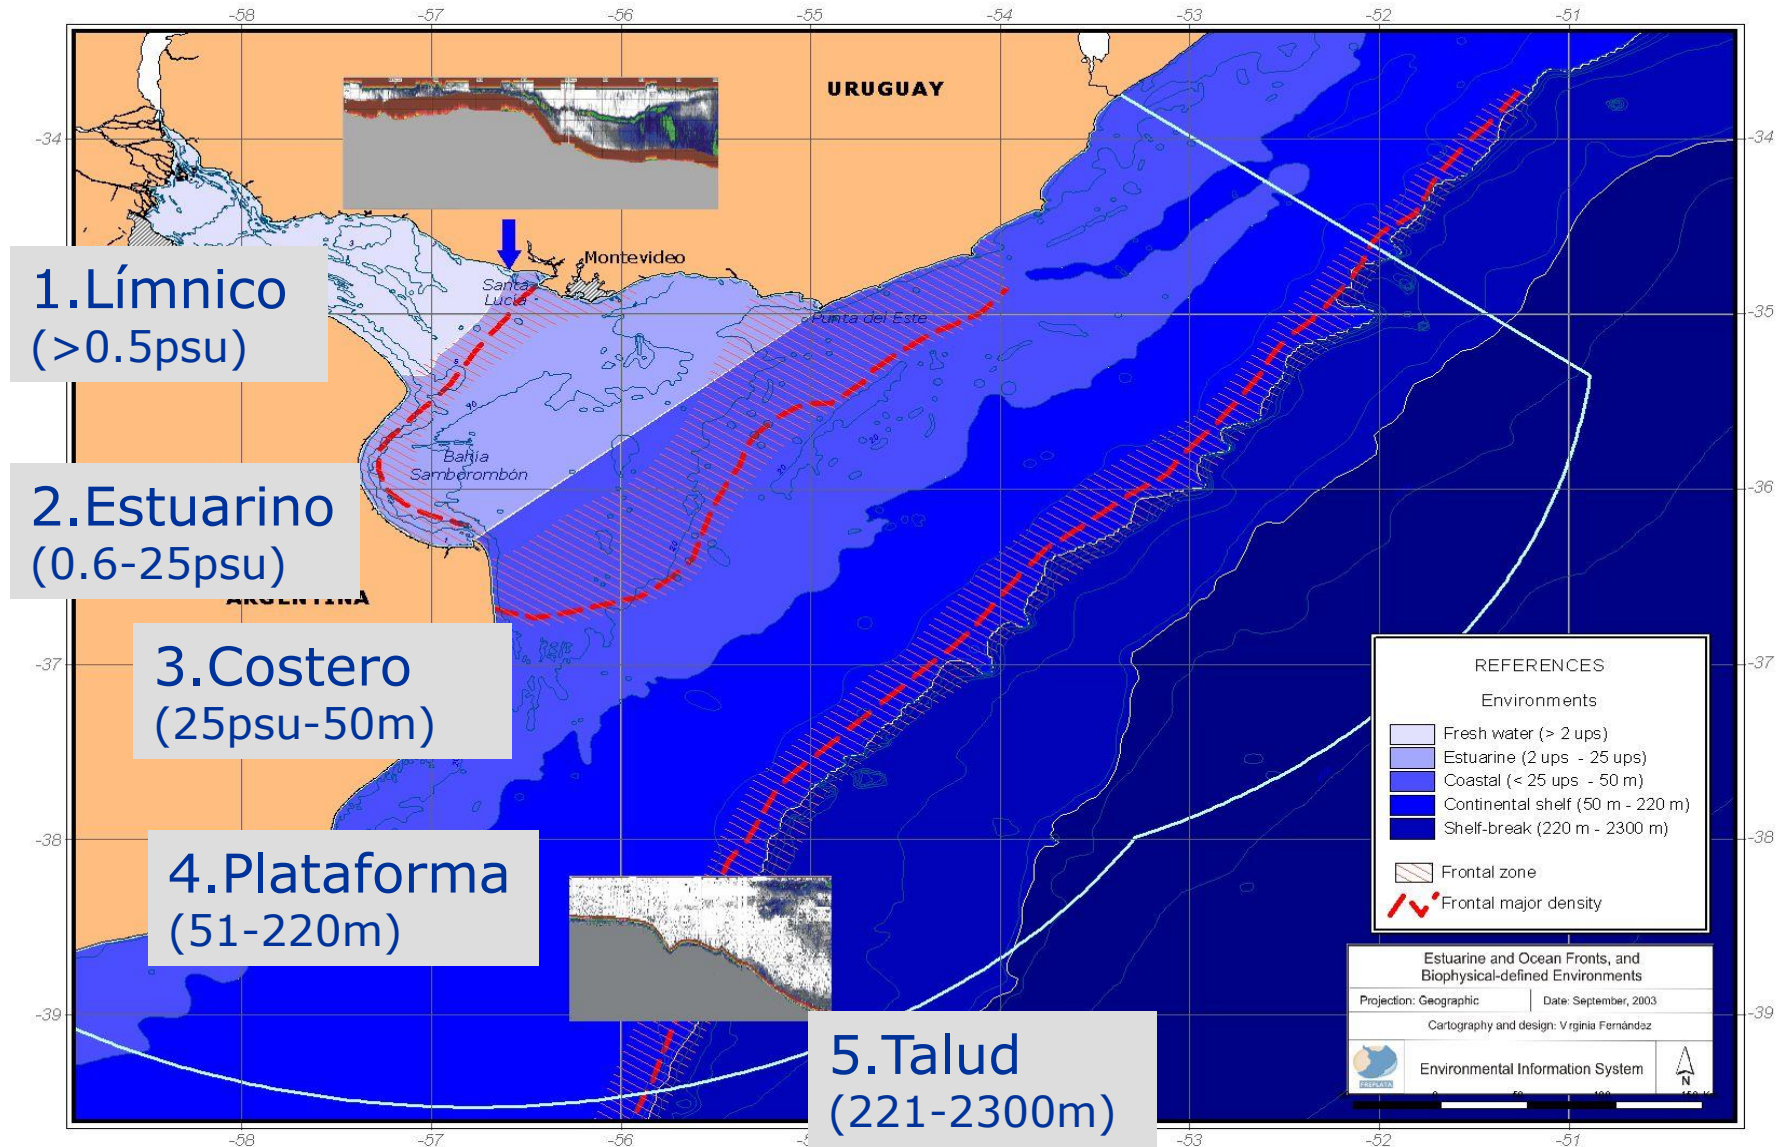 -58
-57
-56
-55
-54
-53
-52
-51
URUGUAY
-34
-34
Montevideo
Santa
Lucía
Punta del Este
-35
1.Límnico
(>0.5psu)
Bahía
Samborombón
2.Estuarino
(0.6-25psu)
-36
ARGENTINA
3.Costero
(25psu-50m)
-37
-37
REFERENCES
Environments
Fresh water (> 2 ups)
Estuarine (2 ups - 25 ups)
Coastal (< 25 ups - 50 m)
Continental shelf (50 m - 220 m)
Shelf-break (220 m - 2300 m)
Frontal zone
Frontal major density
-38
-38
4.Plataforma
(51-220m)
Estuarine and Ocean Fronts, and
Biophysical-defined Environments
Projection: Geographic
Date: September, 2003
Cartography and design: Virginia Fernández
FREPLATA
Environmental Information System
N
0 50 100 150 K
-39
-39
5.Talud
(221-2300m)
-58
-57
-56
-53
-52
-51